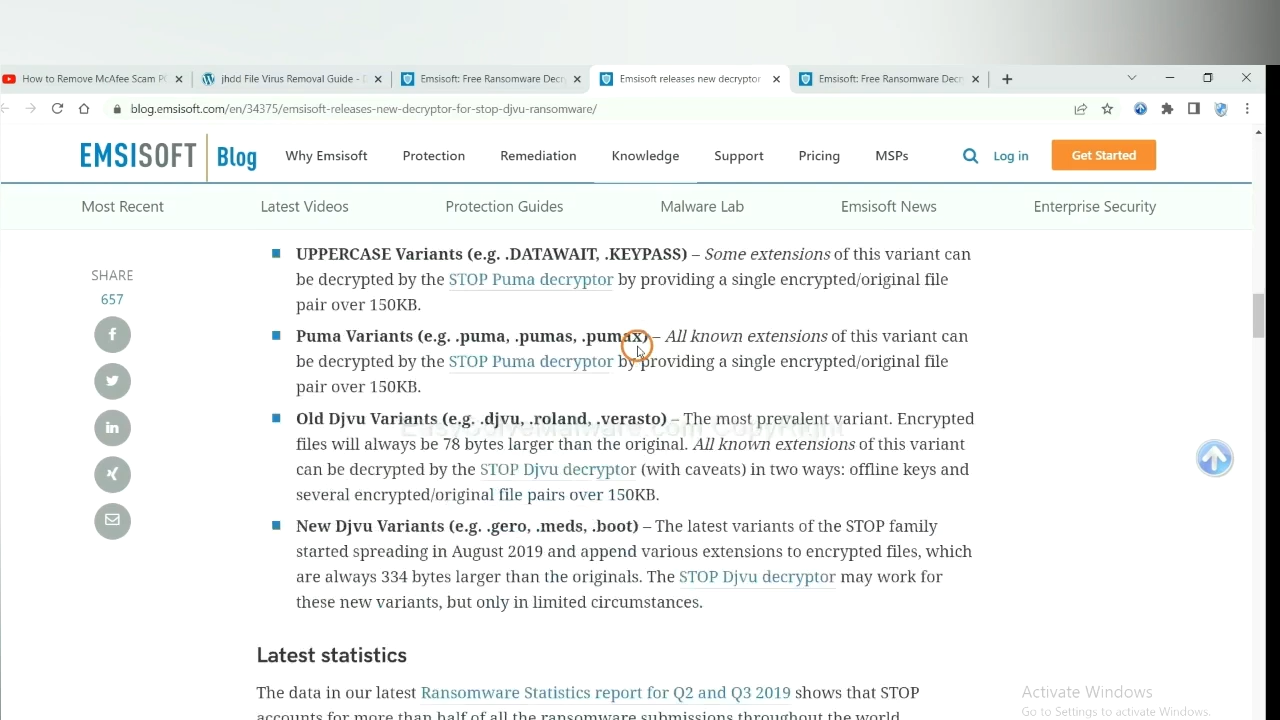 How to Remove McAfee Scam P
jhdd File Virus Removal Guide -
Emsisoft: Free Ransomware Decr
Emsisoft releases new decryptor
Emsisoft: Free Ransomware Decr
blog.emsisoft.com/en/34375/emsisoft-releases-new-decryptor-for-stop-djvu-ransomware/
EMSISOFT Blog Why Emsisoft Protection Remediation Knowledge Support Pricing MSPs Log in Get Started
Most Recent Latest Videos Protection Guides Malware Lab Emsisoft News Enterprise Security
SHARE
657
UPPERCASE Variants (e.g. .DATAWAIT, .KEYPASS) – Some extensions of this variant can
be decrypted by the STOP Puma decryptor by providing a single encrypted/original file
pair over 150KB.
Puma Variants (e.g. .puma, .pumas, .pumax) – All known extensions of this variant can
be decrypted by the STOP Puma decryptor by providing a single encrypted/original file
pair over 150KB.
Old Djvu Variants (e.g. .djvu, .roland, .verasto) – The most prevalent variant. Encrypted
files will always be 78 bytes larger than the original. All known extensions of this variant
can be decrypted by the STOP Djvu decryptor (with caveats) in two ways: offline keys and
several encrypted/original file pairs over 150KB.
New Djvu Variants (e.g. .gero, .meds, .boot) – The latest variants of the STOP family
started spreading in August 2019 and append various extensions to encrypted files, which
are always 334 bytes larger than the originals. The STOP Djvu decryptor may work for
these new variants, but only in limited circumstances.
Latest statistics
The data in our latest Ransomware Statistics report for Q2 and Q3 2019 shows that STOP
accounts for more than half of all the ransomware submissions throughout the world
Activate Windows
Go to Settings to activate Windows.